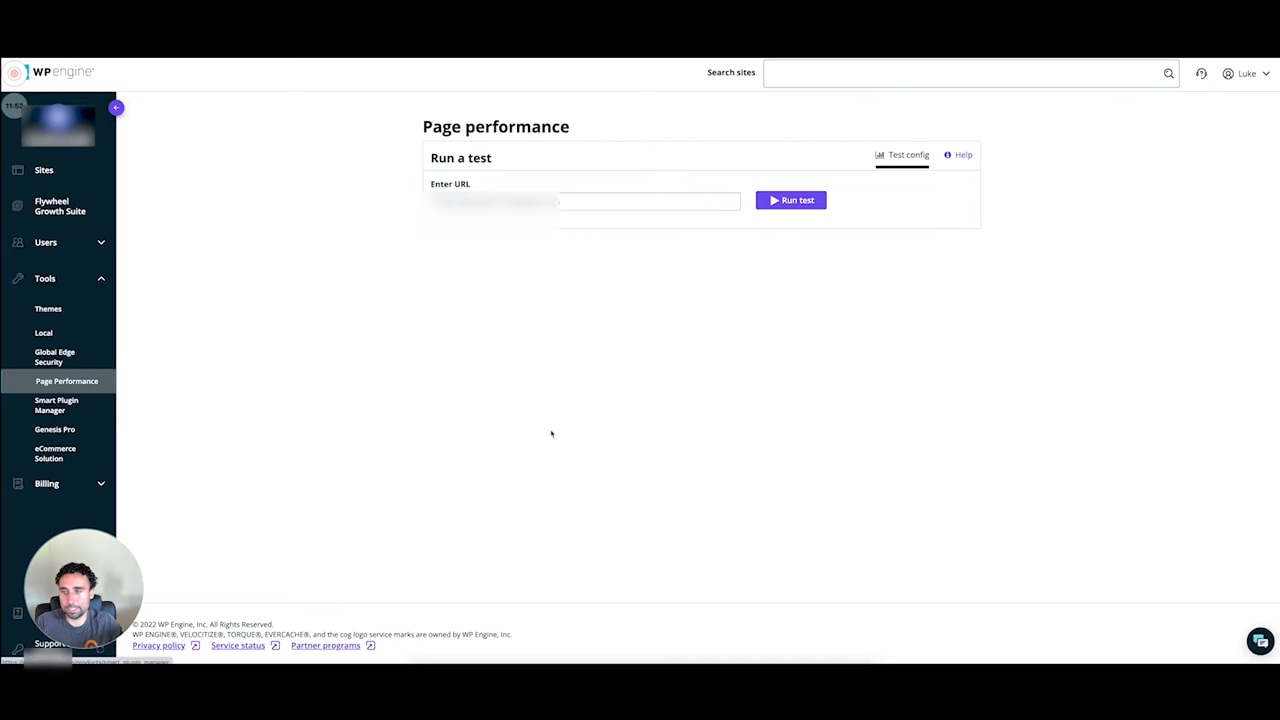 WP engine®
Search sites
Luke
11:52
Page performance
Run a test
Test config
Help
Enter URL
Run test
Sites
Flywheel
Growth Suite
Users
Tools
Themes
Local
Global Edge
Security
Page Performance
Smart Plugin
Manager
Genesis Pro
eCommerce
Solution
Billing
Support
© 2022 WP Engine, Inc. All Rights Reserved.
WP ENGINE®, VELOCITIZE®, TORQUE®, EVERCACHE®, and the cog logo service marks are owned by WP Engine, Inc.
Privacy policy
Service status
Partner programs